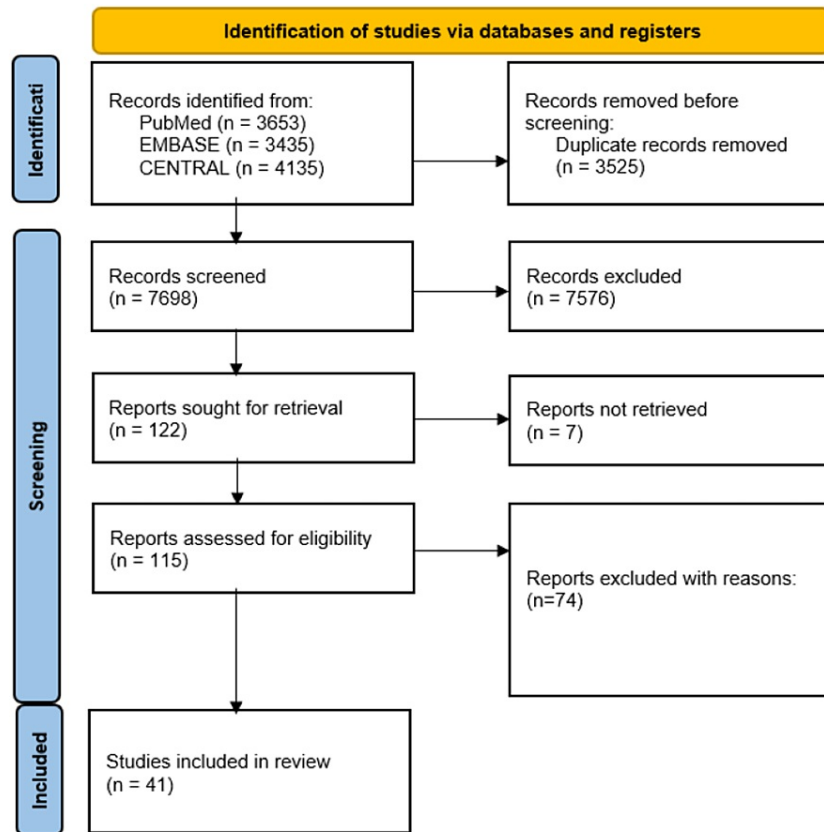 Identification of studies via databases and registers
Identificati
Records identified from:
PubMed (n = 3653)
EMBASE (n = 3435)
CENTRAL (n = 4135)
Records removed before
screening:
Duplicate records removed
(n = 3525)
Screening
Records screened
(n = 7698)
Records excluded
(n = 7576)
Reports sought for retrieval
(n = 122)
Reports not retrieved
(n = 7)
Reports assessed for eligibility
(n = 115)
Reports excluded with reasons:
(n=74)
Included
Studies included in review
(n = 41)